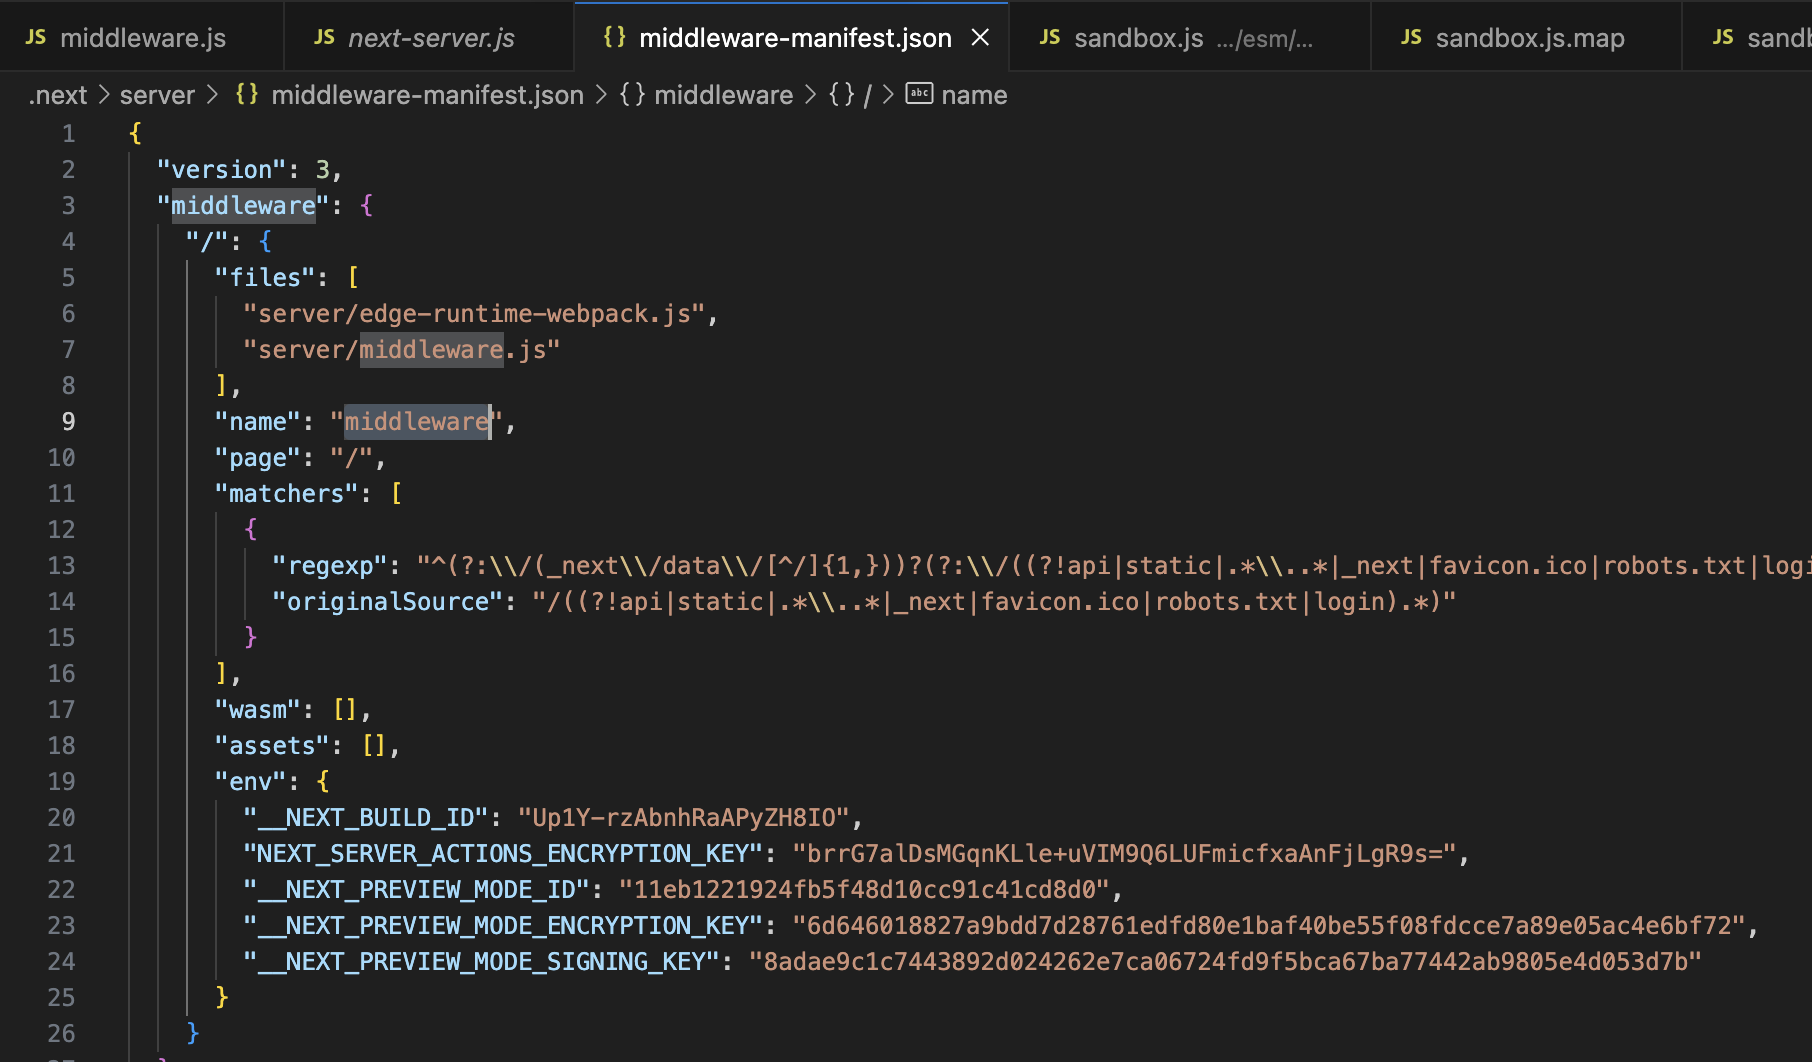 JS middleware.js JS next-server.js {} middleware-manifest.json × JS sandbox.js .../esm/... JS sandbox.js.map JS sandb
.next > server > {} middleware-manifest.json > {} middleware > {} / > abc name
1 {
2 "version": 3,
3 "middleware": {
4 "/": {
5 "files": [
6 "server/edge-runtime-webpack.js",
7 "server/middleware.js"
8 ],
9 "name": "middleware",
10 "page": "/",
11 "matchers": [
12 {
13 "regexp": "^(?:\\/(_next\\/data\\/[^/]{1,}))?(?:\\/((?!api|static|.*\\..*|_next|favicon.ico|robots.txt|logi
14 "originalSource": "/((?!api|static|.*\\..*|_next|favicon.ico|robots.txt|login).*)"
15 }
16 ],
17 "wasm": [],
18 "assets": [],
19 "env": {
20 "__NEXT_BUILD_ID": "Up1Y-rzAbnhRaAPyZH8IO",
21 "NEXT_SERVER_ACTIONS_ENCRYPTION_KEY": "brrG7alDsMGqnKLle+uVIM9Q6LUFmicfxaAnFjLgR9s=",
22 "__NEXT_PREVIEW_MODE_ID": "11eb1221924fb5f48d10cc91c41cd8d0",
23 "__NEXT_PREVIEW_MODE_ENCRYPTION_KEY": "6d646018827a9bdd7d28761edfd80e1baf40be55f08fdcce7a89e05ac4e6bf72",
24 "__NEXT_PREVIEW_MODE_SIGNING_KEY": "8adae9c1c7443892d024262e7ca06724fd9f5bca67ba77442ab9805e4d053d7b"
25 }
26 }